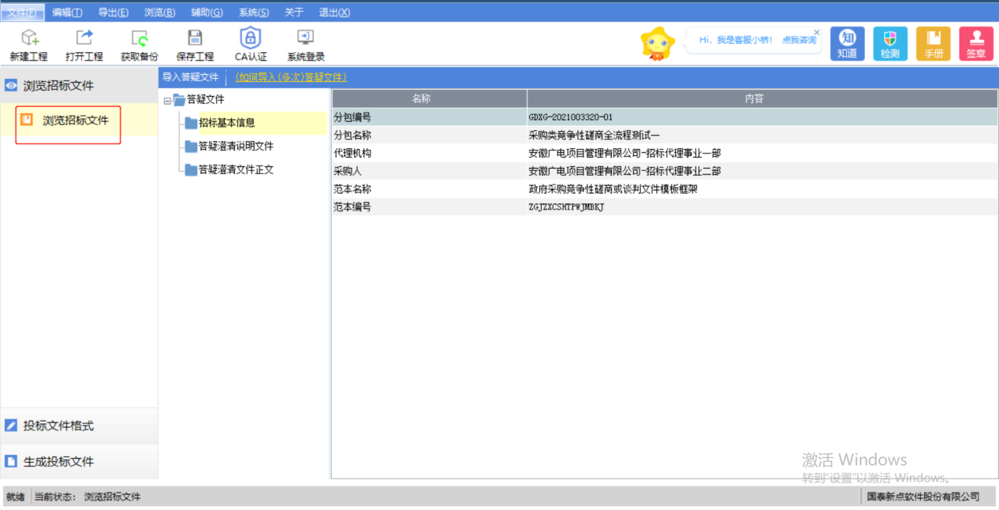 文件(F) 编辑(T) 导出(E) 浏览(B) 辅助(G) 系统(S) 关于 退出(X)
新建工程 打开工程 获取备份 保存工程 CA认证 系统登录
Hi，我是客服小桥！ 点我咨询
知 知道 检测 手册 签章
浏览招标文件
浏览招标文件
投标文件格式
生成投标文件
导入答疑文件 (如何导入(多次)答疑文件)
答疑文件
招标基本信息
答疑澄清说明文件
答疑澄清文件正文
名称 内容
分包编号 GDXG-2021003320-01
分包名称 采购类竞争性磋商全流程测试一
代理机构 安徽广电项目管理有限公司-招标代理事业一部
采购人 安徽广电项目管理有限公司-招标代理事业二部
范本名称 政府采购竞争性磋商或谈判文件模板框架
范本编号 ZGJZXCSHTPWJMBKJ
激活 Windows
转到"设置"以激活 Windows。
就绪 当前状态： 浏览招标文件 国泰新点软件股份有限公司